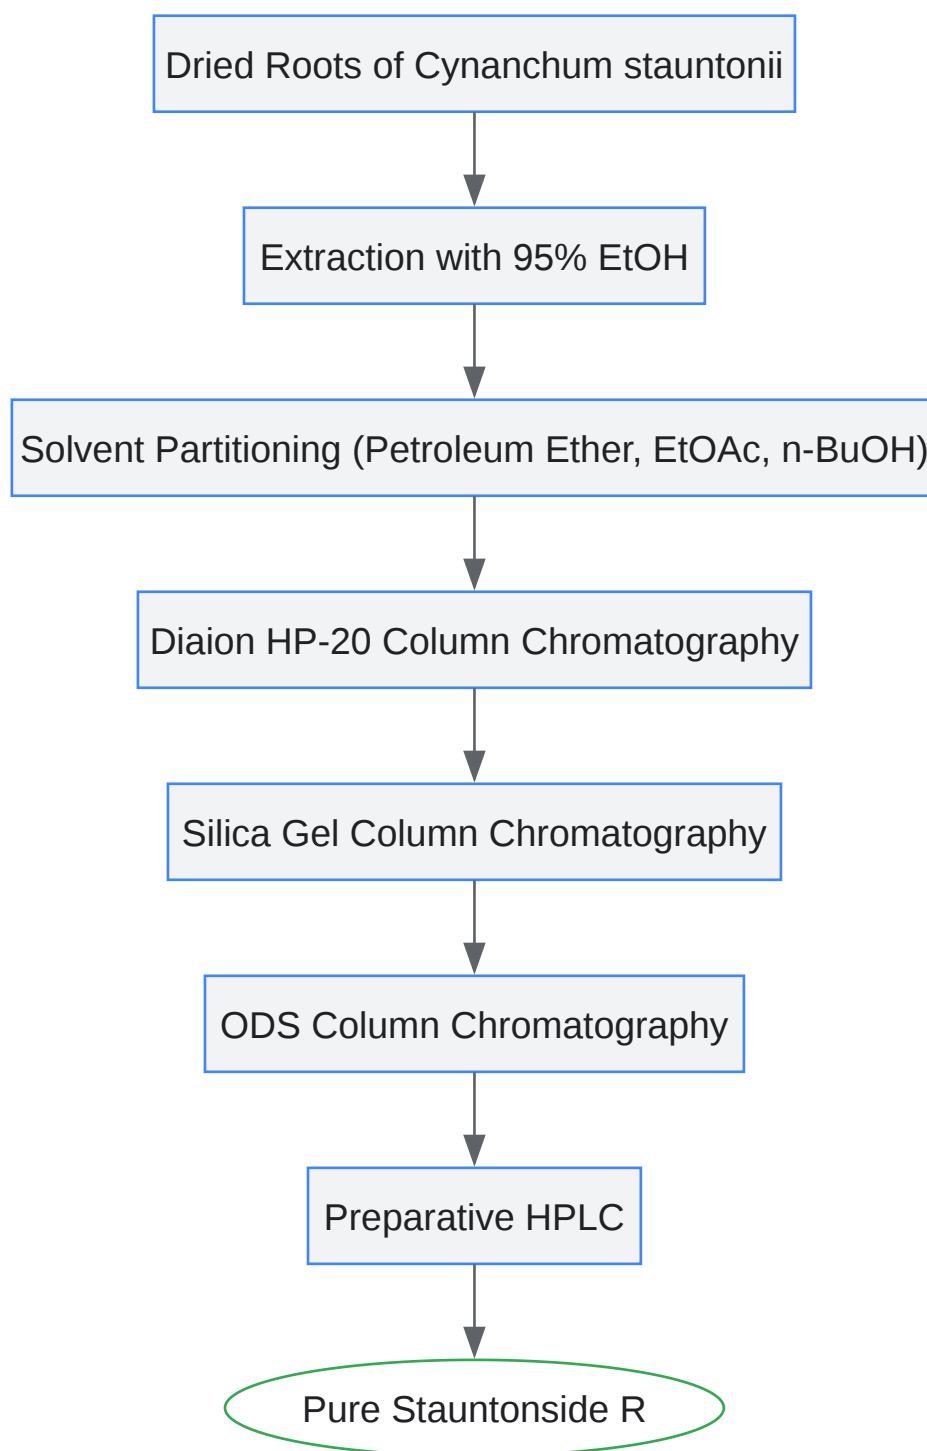 Dried Roots of Cynanchum stauntonii
Extraction with 95% EtOH
Solvent Partitioning (Petroleum Ether, EtOAc, n-BuOH)
Diaion HP-20 Column Chromatography
Silica Gel Column Chromatography
ODS Column Chromatography
Preparative HPLC
Pure Stauntonside R